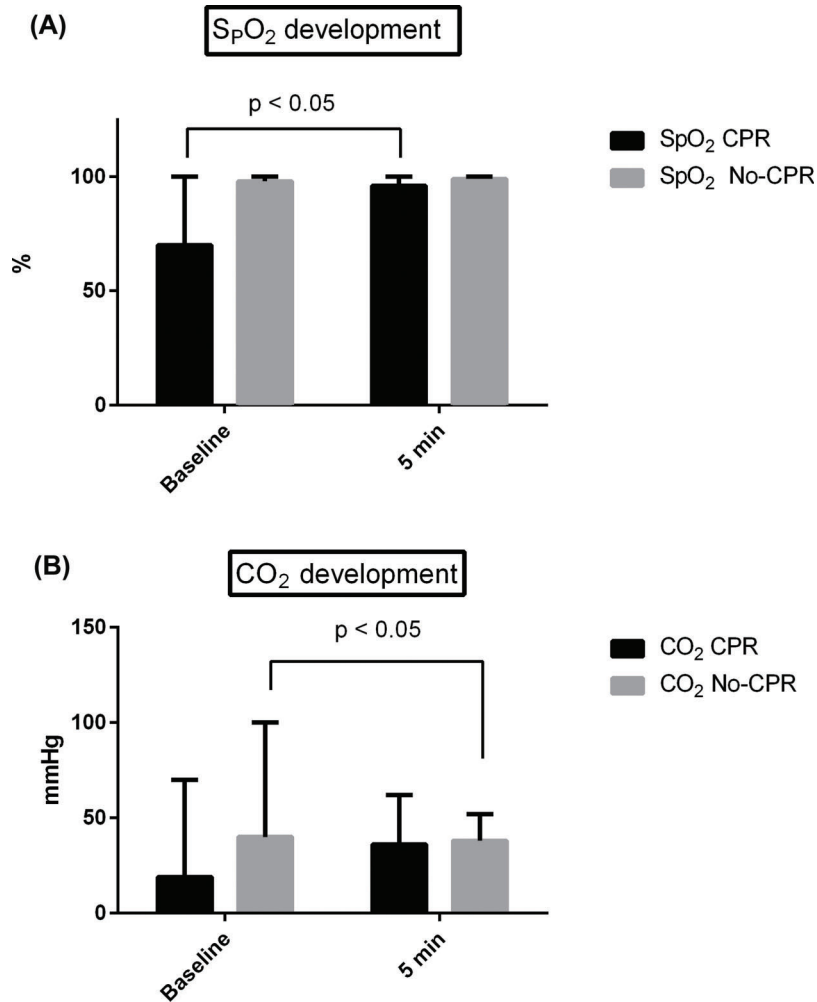 (A)
SPO2 development
p < 0.05
SpO2 CPR
SpO2 No-CPR
100
50
0
%
Baseline
5 min
(B)
CO2 development
p < 0.05
CO2 CPR
CO2 No-CPR
150
100
50
0
mmHg
Baseline
5 min